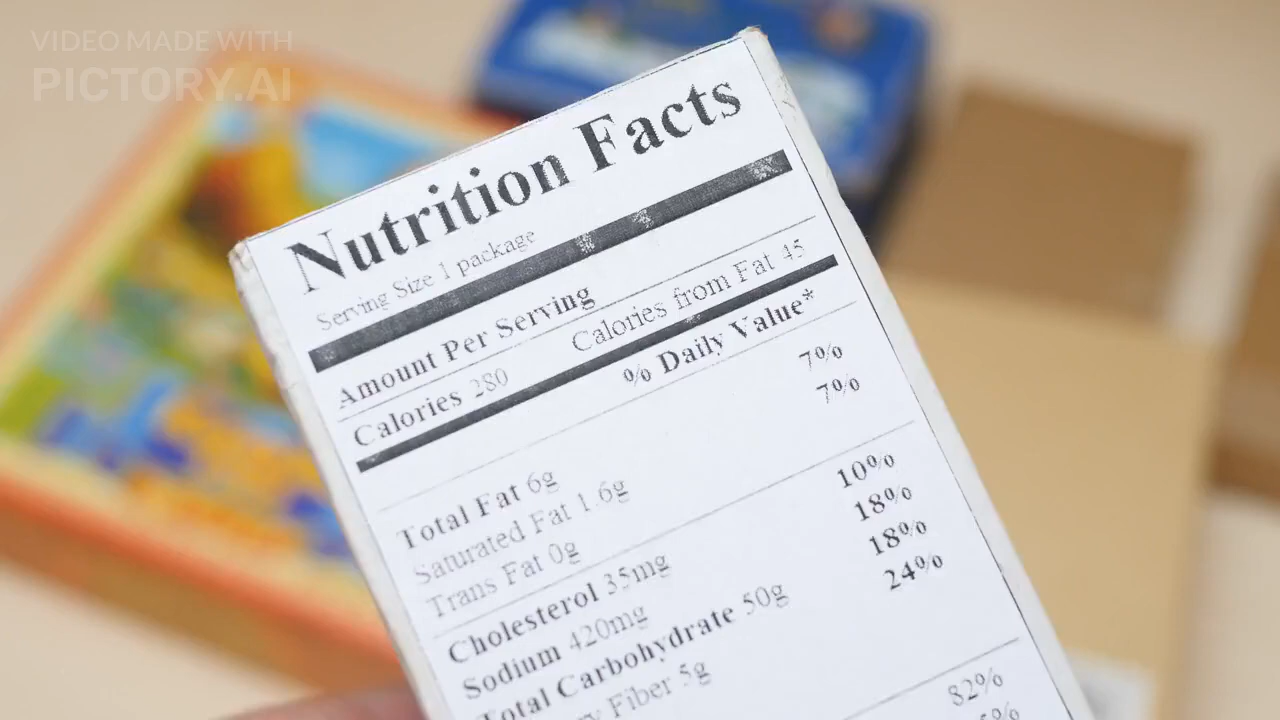 VIDEO MADE WITH
PICTORY.AI
Nutrition Facts
Serving Size 1 package
Amount Per Serving
Calories 280 Calories from Fat 45
% Daily Value*
Total Fat 6g 7%
Saturated Fat 1.6g 7%
Trans Fat 0g
Cholesterol 35mg 10%
Sodium 420mg 18%
Total Carbohydrate 50g 18%
Fiber 5g 24%
82%